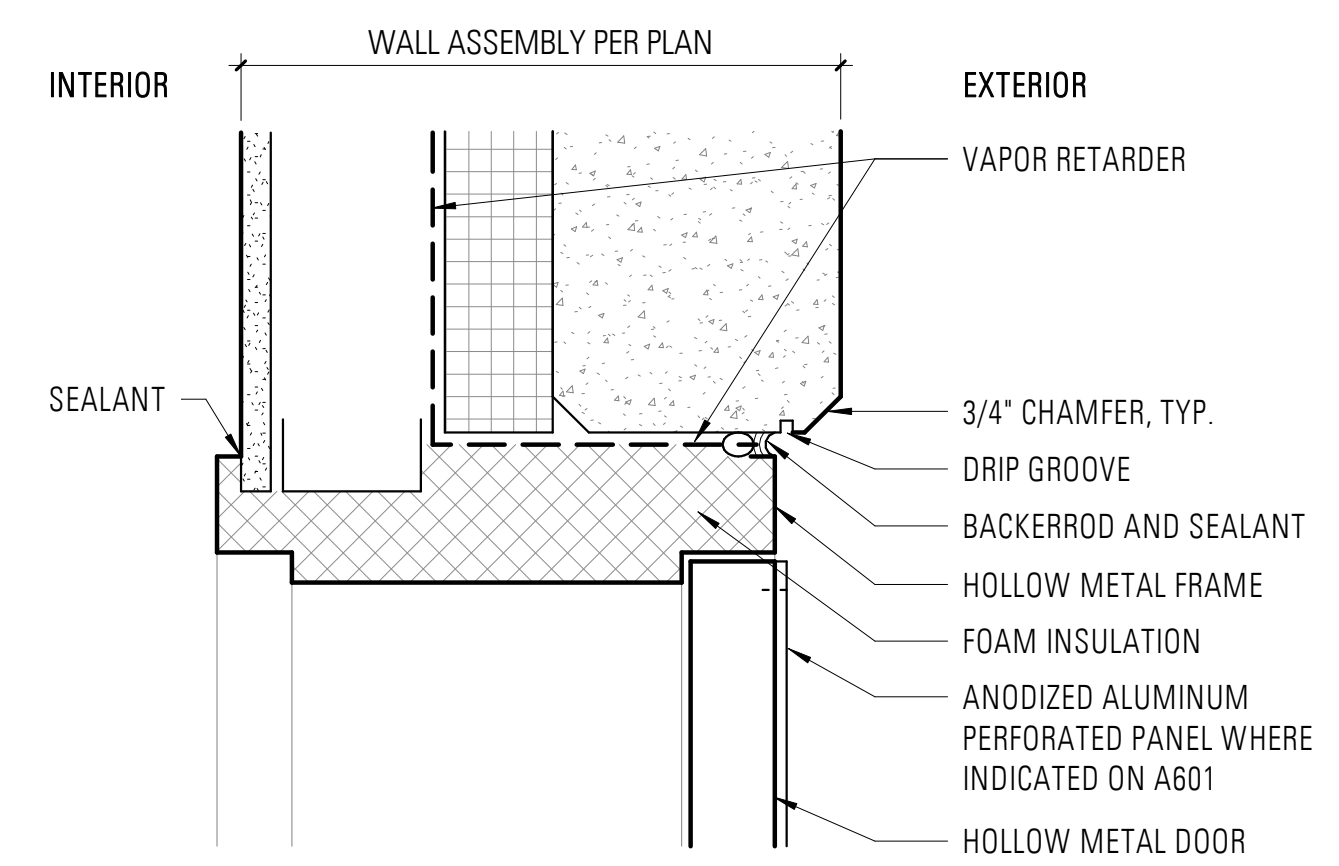 WALL ASSEMBLY PER PLAN
INTERIOR
EXTERIOR
VAPOR RETARDER
SEALANT
3/4" CHAMFER, TYP.
DRIP GROOVE
BACKERROD AND SEALANT
HOLLOW METAL FRAME
FOAM INSULATION
ANODIZED ALUMINUM
PERFORATED PANEL WHERE
INDICATED ON A601
HOLLOW METAL DOOR